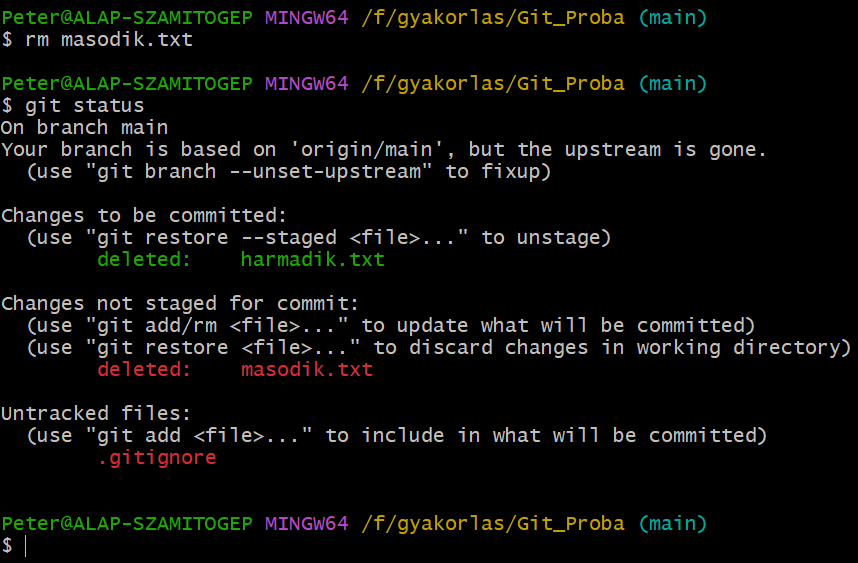 Peter@ALAP-SZAMITOGEP MINGW64 /f/gyakorlas/Git_Proba (main)
$ rm masodik.txt
Peter@ALAP-SZAMITOGEP MINGW64 /f/gyakorlas/Git_Proba (main)
$ git status
On branch main
Your branch is based on 'origin/main', but the upstream is gone.
  (use "git branch --unset-upstream" to fixup)
Changes to be committed:
  (use "git restore --staged <file>..." to unstage)
        deleted:    harmadik.txt
Changes not staged for commit:
  (use "git add/rm <file>..." to update what will be committed)
  (use "git restore <file>..." to discard changes in working directory)
        deleted:    masodik.txt
Untracked files:
  (use "git add <file>..." to include in what will be committed)
        .gitignore
Peter@ALAP-SZAMITOGEP MINGW64 /f/gyakorlas/Git_Proba (main)
$